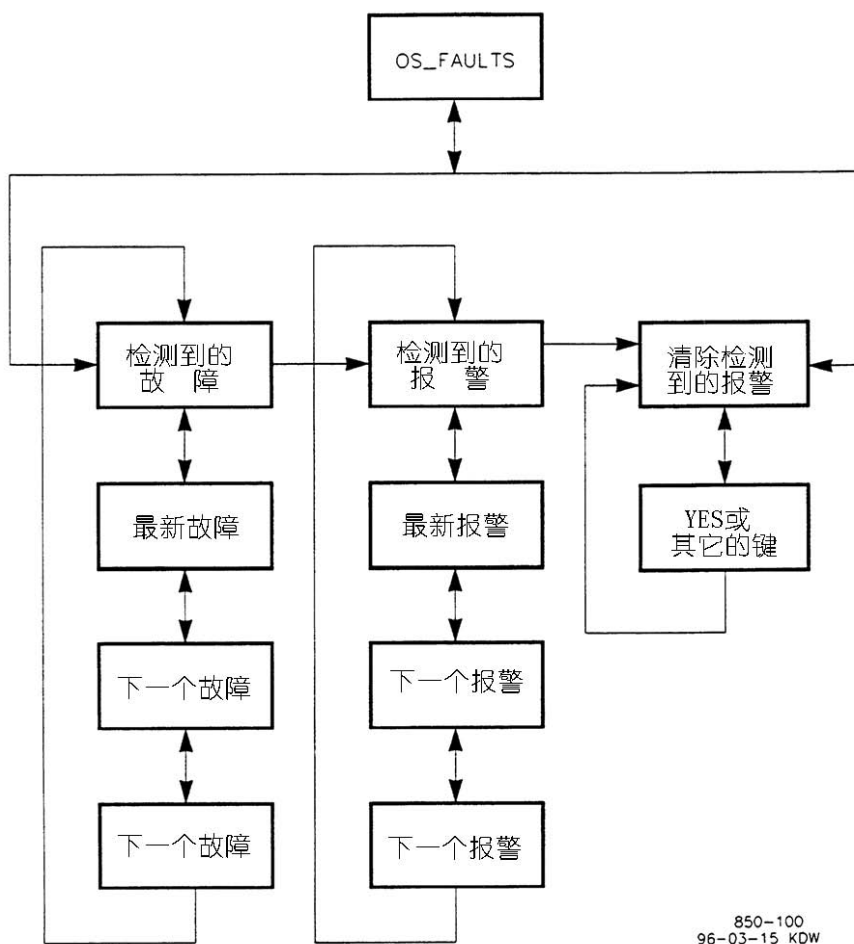 OS_FAULTS
检测到的
故 障
检测到的
报 警
清除检测
到的报警
最新故障
最新报警
YES或
其它的键
下一个故障
下一个报警
下一个故障
下一个报警
850-100
96-03-15 KDW